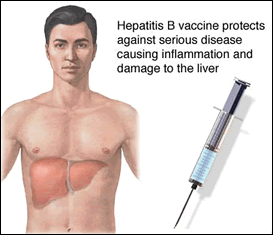 Hepatitis B vaccine protects
against serious disease
causing inflammation and
damage to the liver